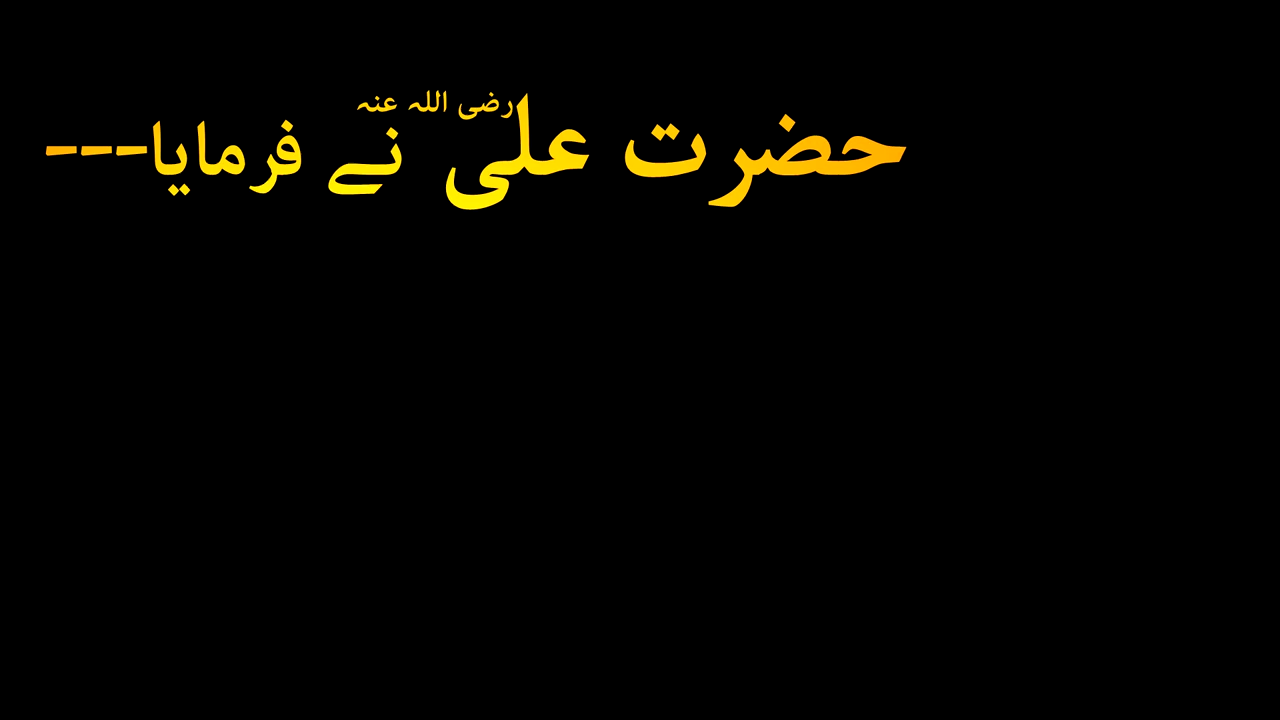 حضرت علی رضی اللہ عنہ نے فرمایا---